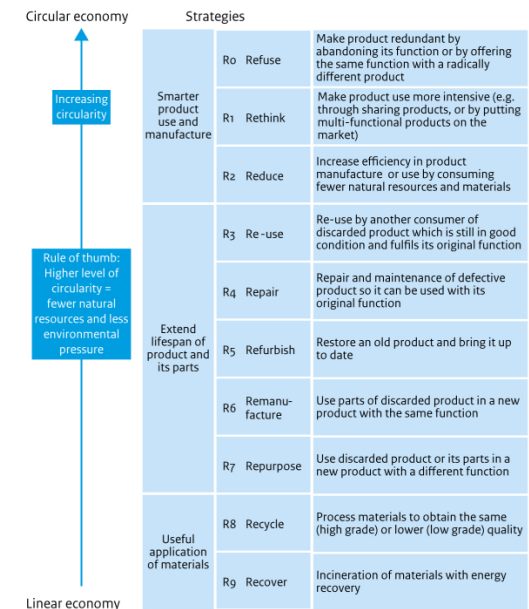 Circular economy
Strategies
Increasing
circularity
Rule of thumb:
Higher level of
circularity =
fewer natural
resources and less
environmental
pressure
Linear economy
Smarter
product
use and
manufacture
R0 Refuse
Make product redundant by
abandoning its function or by offering
the same function with a radically
different product
R1 Rethink
Make product use more intensive (e.g.
through sharing products, or by putting
multi-functional products on the
market)
R2 Reduce
Increase efficiency in product
manufacture or use by consuming
fewer natural resources and materials
Extend
lifespan of
product and
its parts
R3 Re-use
Re-use by another consumer of
discarded product which is still in good
condition and fulfils its original function
R4 Repair
Repair and maintenance of defective
product so it can be used with its
original function
R5 Refurbish
Restore an old product and bring it up
to date
R6 Remanu-
facture
Use parts of discarded product in a new
product with the same function
R7 Repurpose
Use discarded product or its parts in a
new product with a different function
Useful
application
of materials
R8 Recycle
Process materials to obtain the same
(high grade) or lower (low grade) quality
R9 Recover
Incineration of materials with energy
recovery